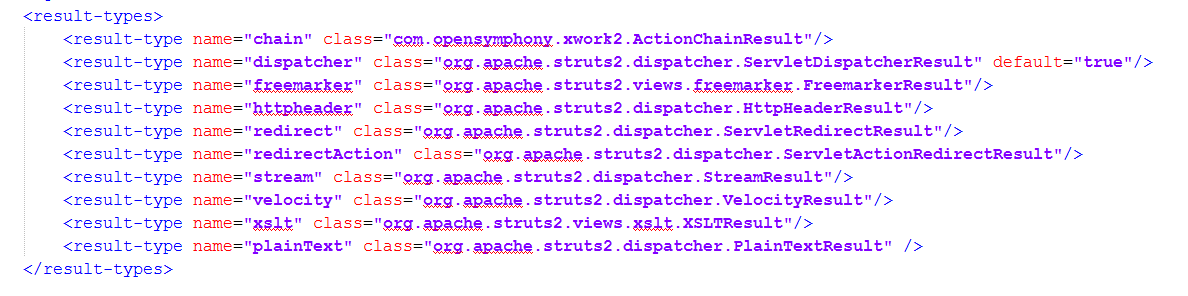 <result-types>
<result-type name="chain" class="com.opensymphony.xwork2.ActionChainResult"/>
<result-type name="dispatcher" class="org.apache.struts2.dispatcher.ServletDispatcherResult" default="true"/>
<result-type name="freemarker" class="org.apache.struts2.views.freemarker.FreemarkerResult"/>
<result-type name="httpheader" class="org.apache.struts2.dispatcher.HttpHeaderResult"/>
<result-type name="redirect" class="org.apache.struts2.dispatcher.ServletRedirectResult"/>
<result-type name="redirectAction" class="org.apache.struts2.dispatcher.ServletActionRedirectResult"/>
<result-type name="stream" class="org.apache.struts2.dispatcher.StreamResult"/>
<result-type name="velocity" class="org.apache.struts2.dispatcher.VelocityResult"/>
<result-type name="xslt" class="org.apache.struts2.views.xslt.XSLTResult"/>
<result-type name="plainText" class="org.apache.struts2.dispatcher.PlainTextResult" />
</result-types>